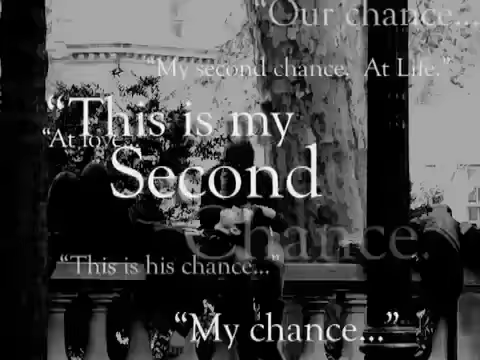 “Our chance...
“My second chance. At Life.”
“This is my
“At love...
Second
Chance.
“This is his chance...”
“My chance...”